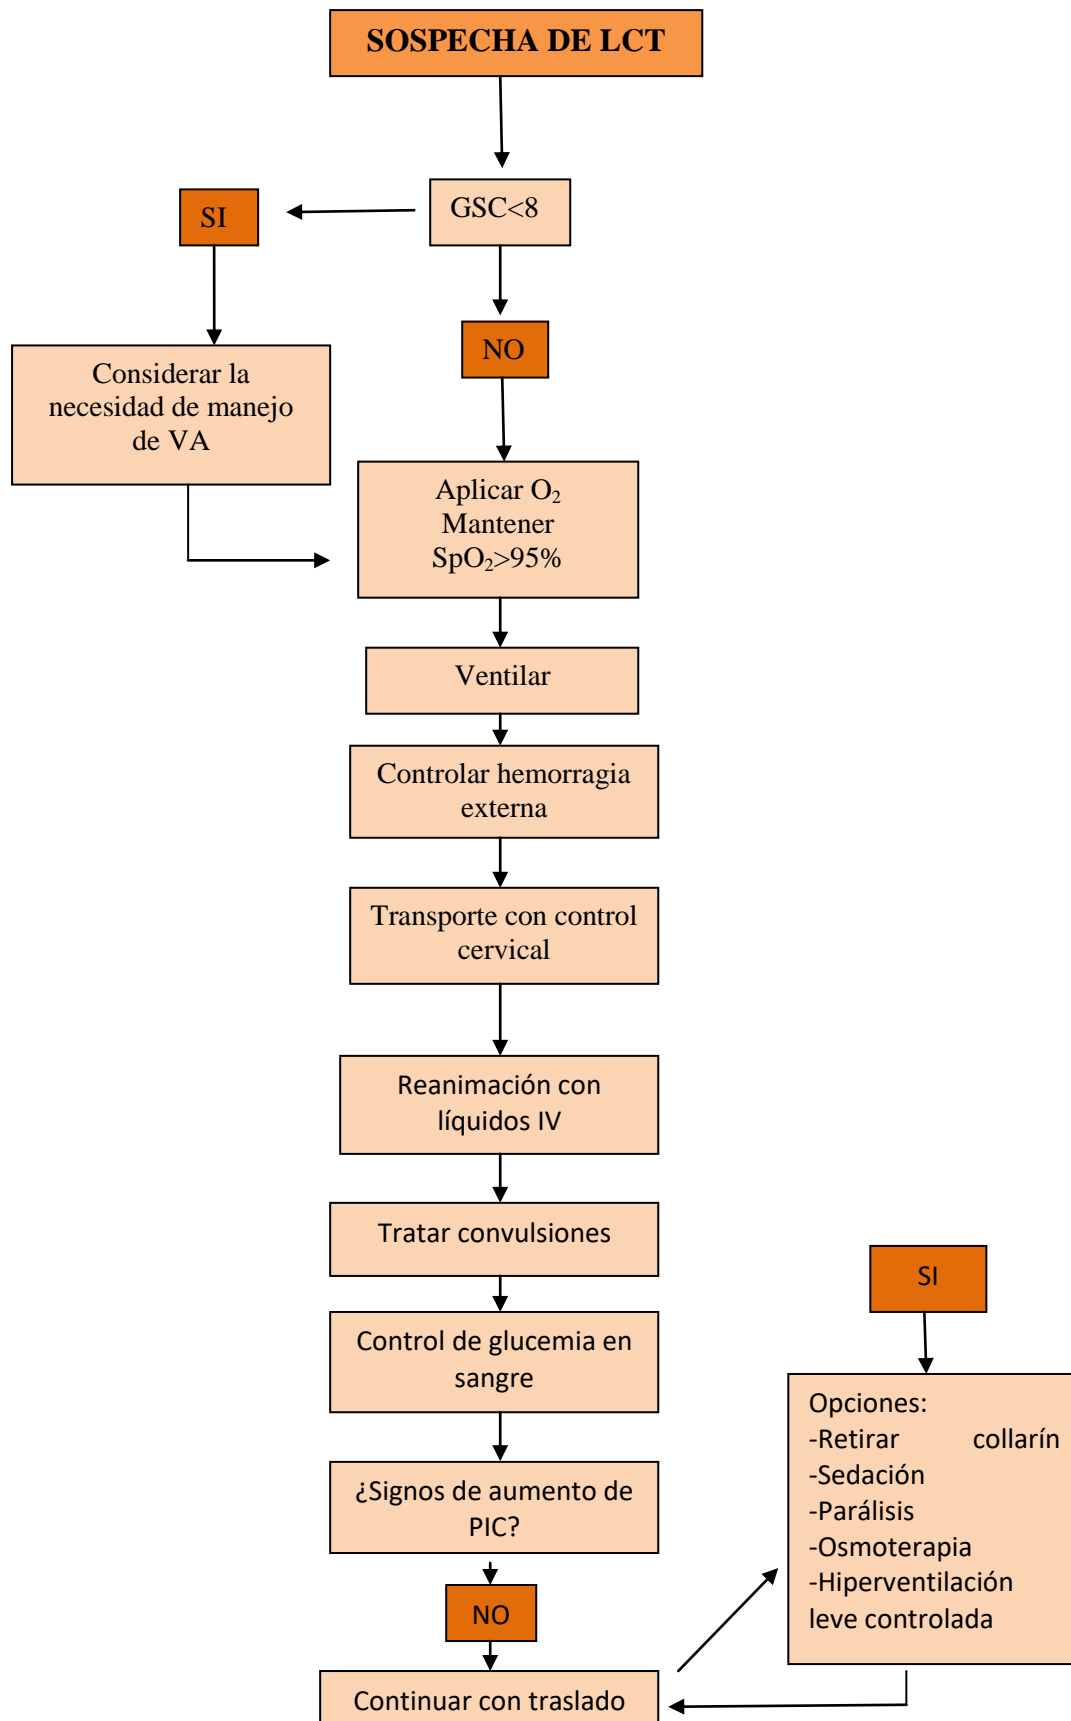 SOSPECHA DE LCT
GSC<8
SI
NO
Considerar la
necesidad de manejo
de VA
Aplicar O₂
Mantener
SpO₂>95%
Ventilar
Controlar hemorragia
externa
Transporte con control
cervical
Reanimación con
líquidos IV
Tratar convulsiones
Control de glucemia en
sangre
¿Signos de aumento de
PIC?
NO
Continuar con traslado
SI
Opciones:
-Retirar collarín
-Sedación
-Parálisis
-Osmoterapia
-Hiperventilación
leve controlada